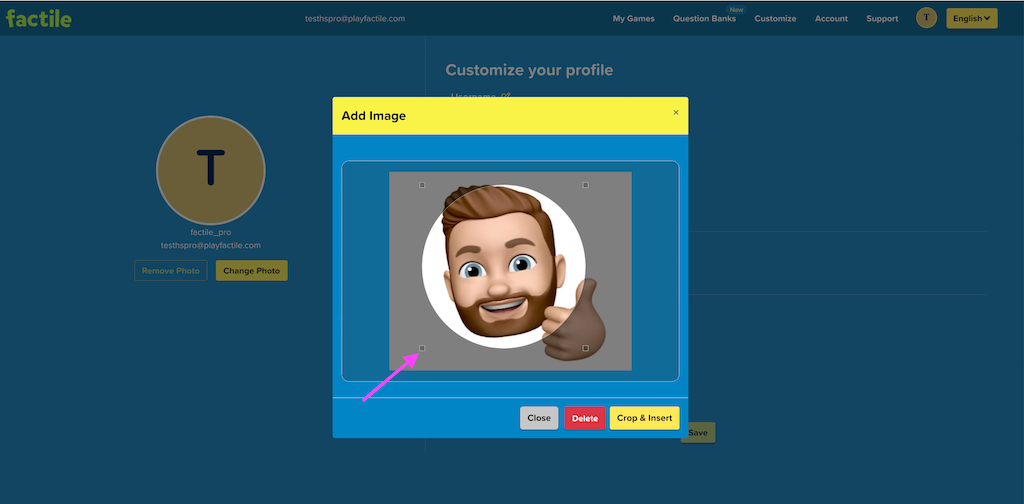 factile
testhspro@playfactile.com
My Games
Question Banks
New
Customize
Account
Support
T
English
Customize your profile
Username
Add Image
×
T
factile_pro
testhspro@playfactile.com
Remove Photo
Change Photo
Close
Delete
Crop & Insert
Save